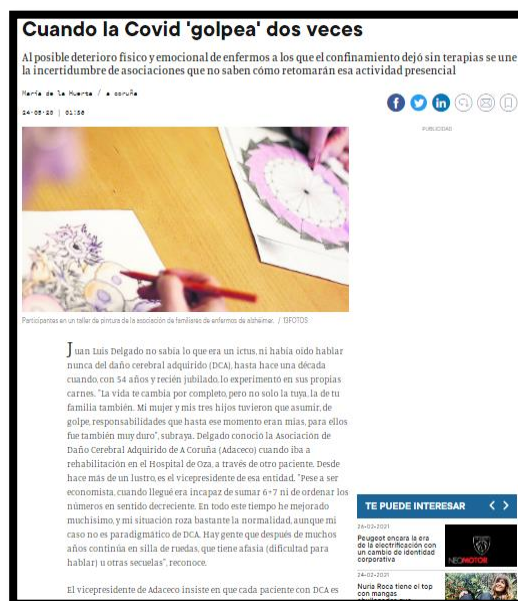 Cuando la Covid 'golpea' dos veces
Al posible deterioro físico y emocional de enfermos a los que el confinamiento dejó sin terapias se une
la incertidumbre de asociaciones que no saben cómo retomarán esa actividad presencial
María de la Huerta / a coruña
24·05·20 | 01:56
PUBLICIDAD
Participantes en un taller de pintura de la asociación de familiares de enfermos de alzhéimer. / 13FOTOS
Juan Luis Delgado no sabía lo que era un ictus, ni había oído hablar
nunca del daño cerebral adquirido (DCA), hasta hace una década
cuando, con 54 años y recién jubilado, lo experimentó en sus propias
carnes. "La vida te cambia por completo, pero no solo la tuya, la de tu
familia también. Mi mujer y mis tres hijos tuvieron que asumir, de
golpe, responsabilidades que hasta ese momento eran mías, para ellos
fue también muy duro", subraya. Delgado conoció la Asociación de
Daño Cerebral Adquirido de A Coruña (Adaceco) cuando iba a
rehabilitación en el Hospital de Oza, a través de otro paciente. Desde
hace más de un lustro, es el vicepresidente de esa entidad. "Pese a ser
economista, cuando llegué era incapaz de sumar 6+7 ni de ordenar los
números en sentido decreciente. En todo este tiempo he mejorado
muchísimo, y mi situación roza bastante la normalidad, aunque mi
caso no es paradigmático de DCA. Hay gente que después de muchos
años continúa en silla de ruedas, que tiene afasia (dificultad para
hablar) u otras secuelas", reconoce.
El vicepresidente de Adaceco insiste en que cada paciente con DCA es
TE PUEDE INTERESAR
26·02·2021
Peugeot encara la era
de la electrificación con
un cambio de identidad
corporativa
NEOMOTOR
24·02·2021
Nuria Roca tiene el top
con mangas